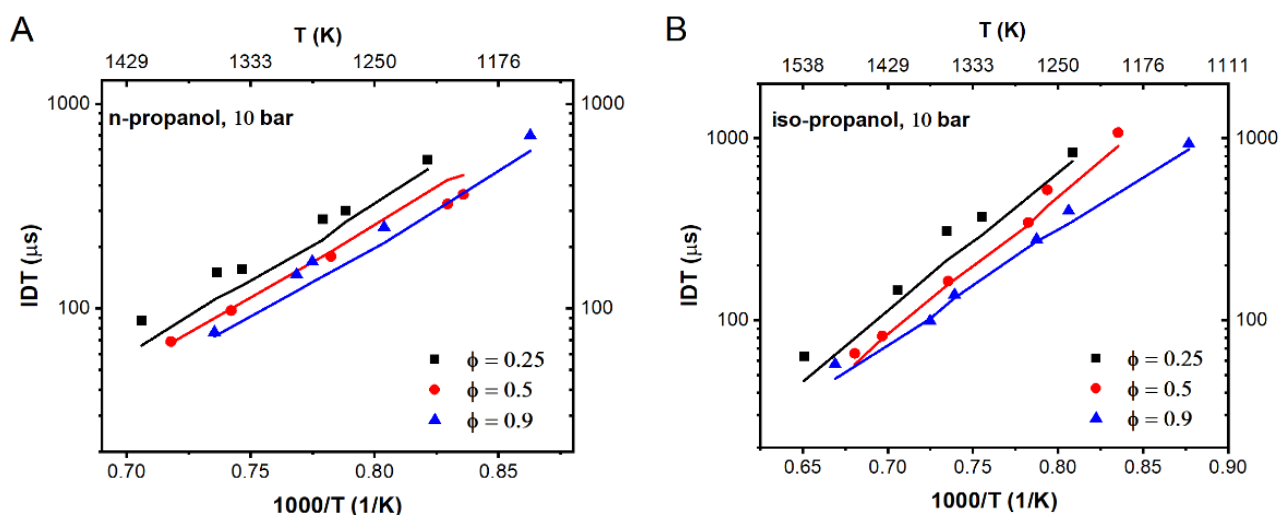 A
T (K)
1429 1333 1250 1176
1000 1000
n-propanol, 10 bar
IDT (μs)
100 100
ϕ = 0.25
ϕ = 0.5
ϕ = 0.9
0.70 0.75 0.80 0.85
1000/T (1/K)
B
T (K)
1538 1429 1333 1250 1176 1111
iso-propanol, 10 bar
1000 1000
IDT (μs)
100 100
ϕ = 0.25
ϕ = 0.5
ϕ = 0.9
0.65 0.70 0.75 0.80 0.85 0.90
1000/T (1/K)